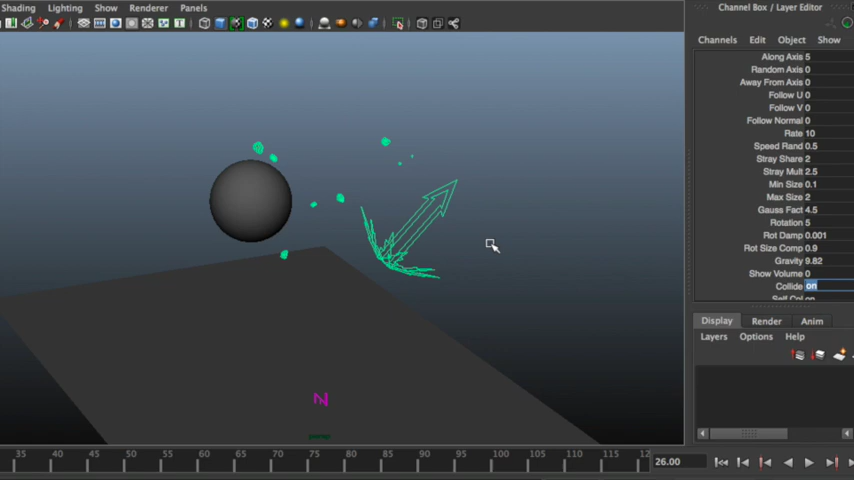 Shading Lighting Show Renderer Panels
Channel Box / Layer Editor
Channels Edit Object Show
Along Axis 5
Random Axis 0
Away From Axis 0
Follow U 0
Follow V 0
Follow Normal 0
Rate 10
Speed Rand 0.5
Stray Share 2
Stray Mult 2.5
Min Size 0.1
Max Size 2
Gauss Fact 4.5
Rotation 5
Rot Damp 0.001
Rot Size Comp 0.9
Gravity 9.82
Show Volume 0
Collide on
Self Col on
N
persp
Display Render Anim
Layers Options Help
35 40 45 50 55 60 65 70 75 80 85 90 95 100 105 110 115 12
26.00